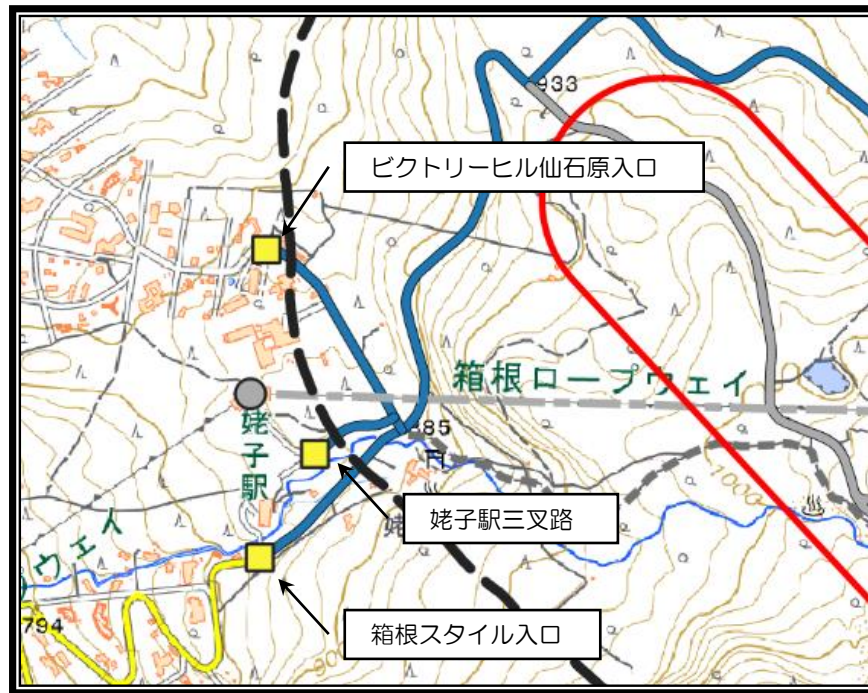 933
ビクトリーヒル仙石原入口
箱根ロープウェイ
姥子駅
885
姥子駅三叉路
1000
ウェイ
箱根スタイル入口
794